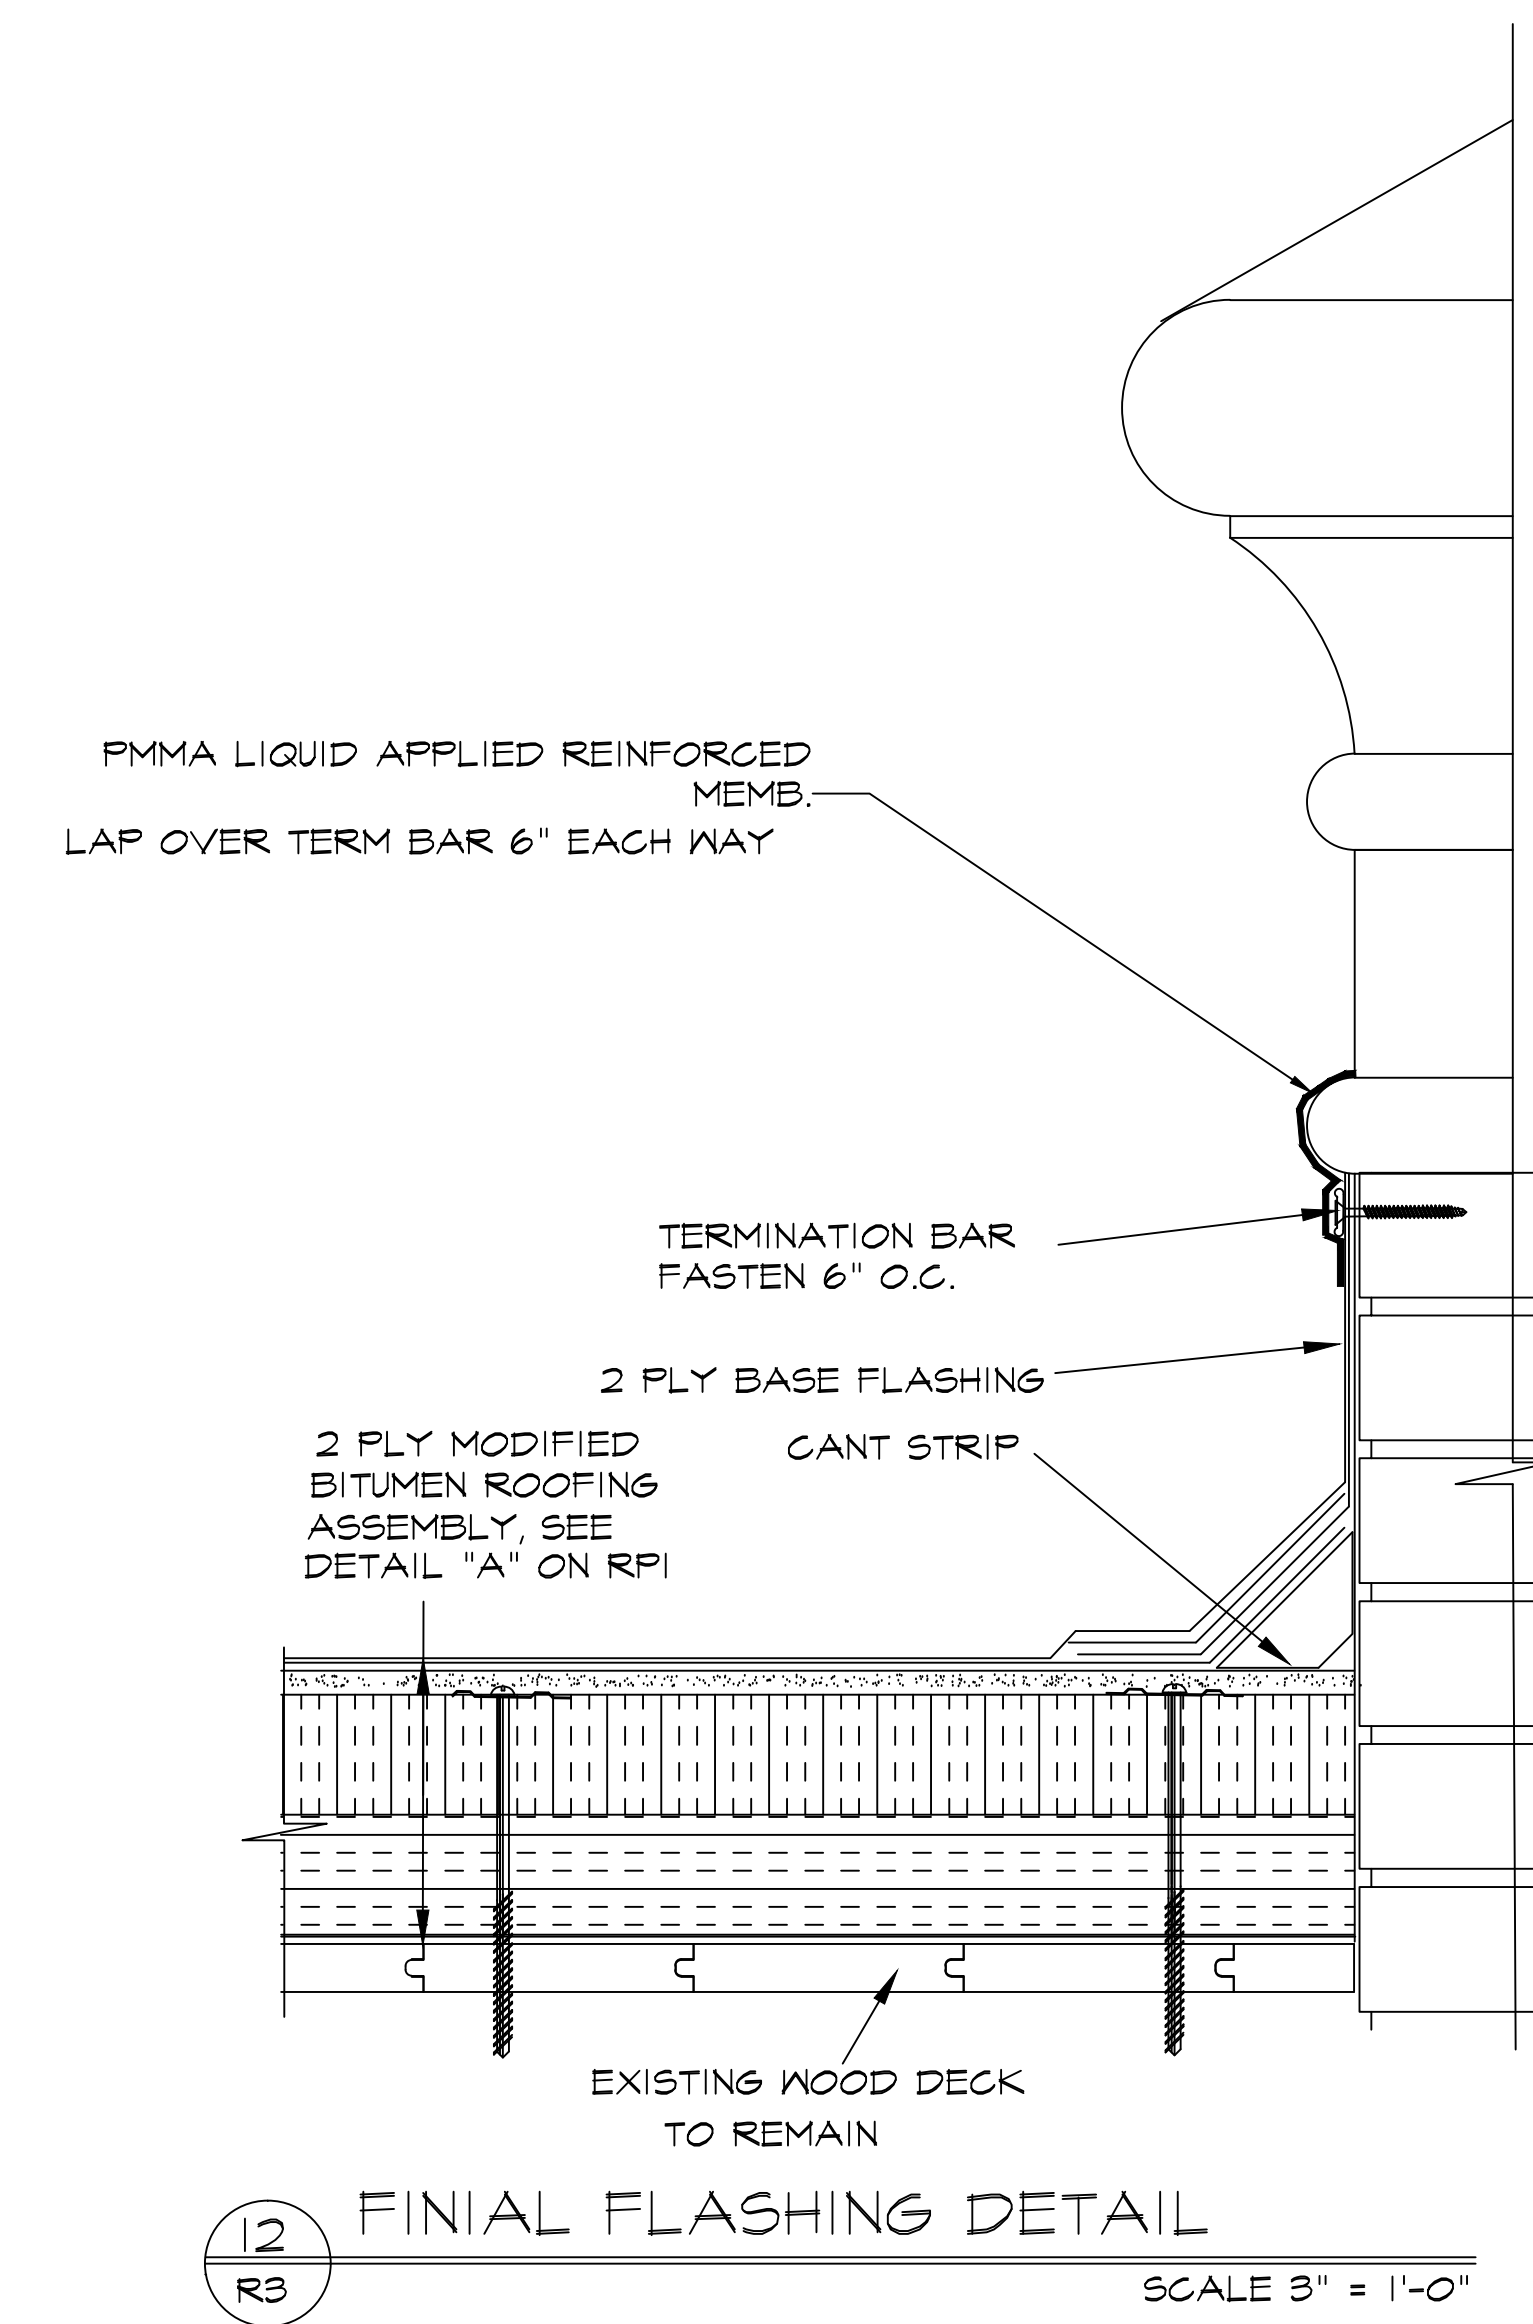 PMMA LIQUID APPLIED REINFORCED
MEMB.
LAP OVER TERM BAR 6" EACH WAY
TERMINATION BAR
FASTEN 6" O.C.
2 PLY BASE FLASHING
CANT STRIP
2 PLY MODIFIED
BITUMEN ROOFING
ASSEMBLY, SEE
DETAIL "A" ON RP1
EXISTING WOOD DECK
TO REMAIN
FINIAL FLASHING DETAIL
12
R3
SCALE 3" = 1'-0"